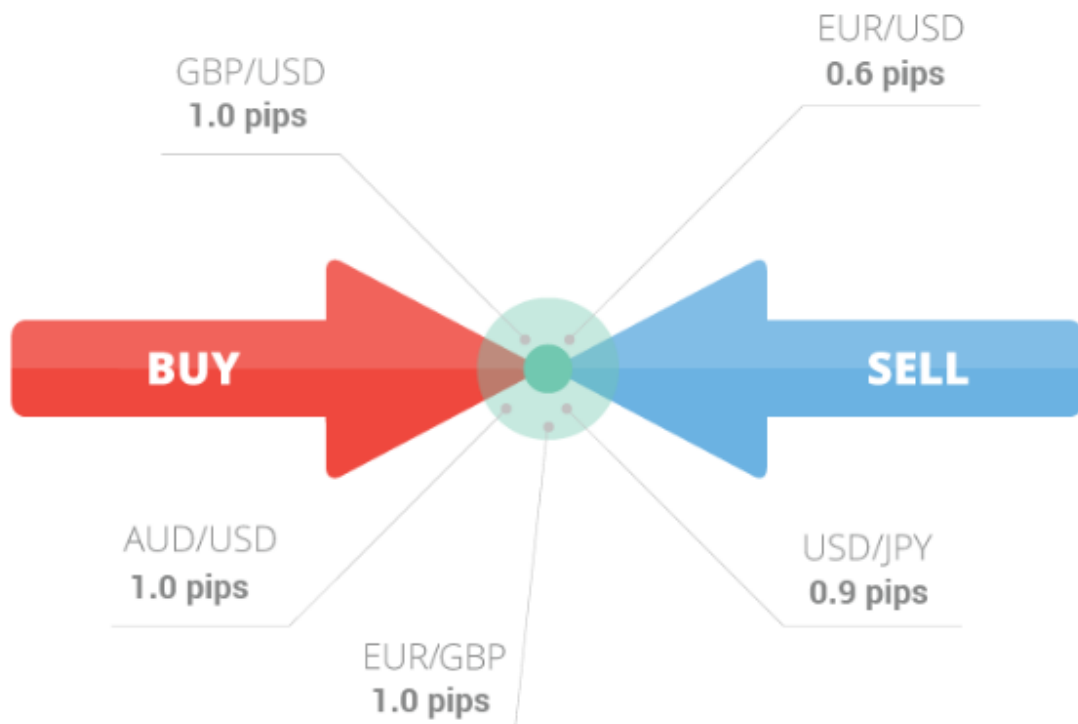 EUR/USD
0.6 pips
GBP/USD
1.0 pips
BUY
SELL
AUD/USD
1.0 pips
USD/JPY
0.9 pips
EUR/GBP
1.0 pips